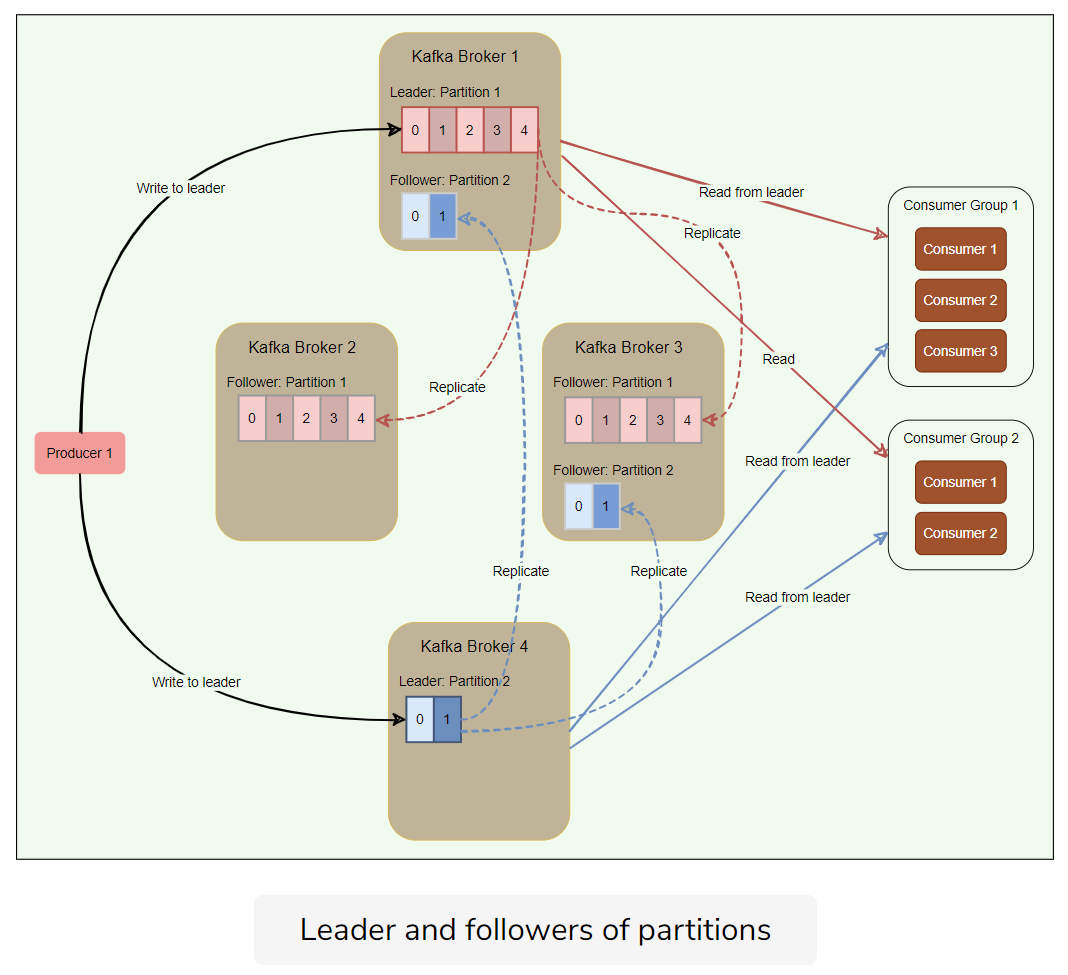 Kafka Broker 1
Leader: Partition 1
0 1 2 3 4
Follower: Partition 2
0 1
Write to leader
Read from leader
Replicate
Consumer Group 1
Consumer 1
Consumer 2
Consumer 3
Kafka Broker 2
Follower: Partition 1
0 1 2 3 4
Replicate
Kafka Broker 3
Follower: Partition 1
0 1 2 3 4
Follower: Partition 2
0 1
Read
Producer 1
Consumer Group 2
Consumer 1
Consumer 2
Read from leader
Replicate
Replicate
Read from leader
Kafka Broker 4
Leader: Partition 2
0 1
Write to leader
Leader and followers of partitions